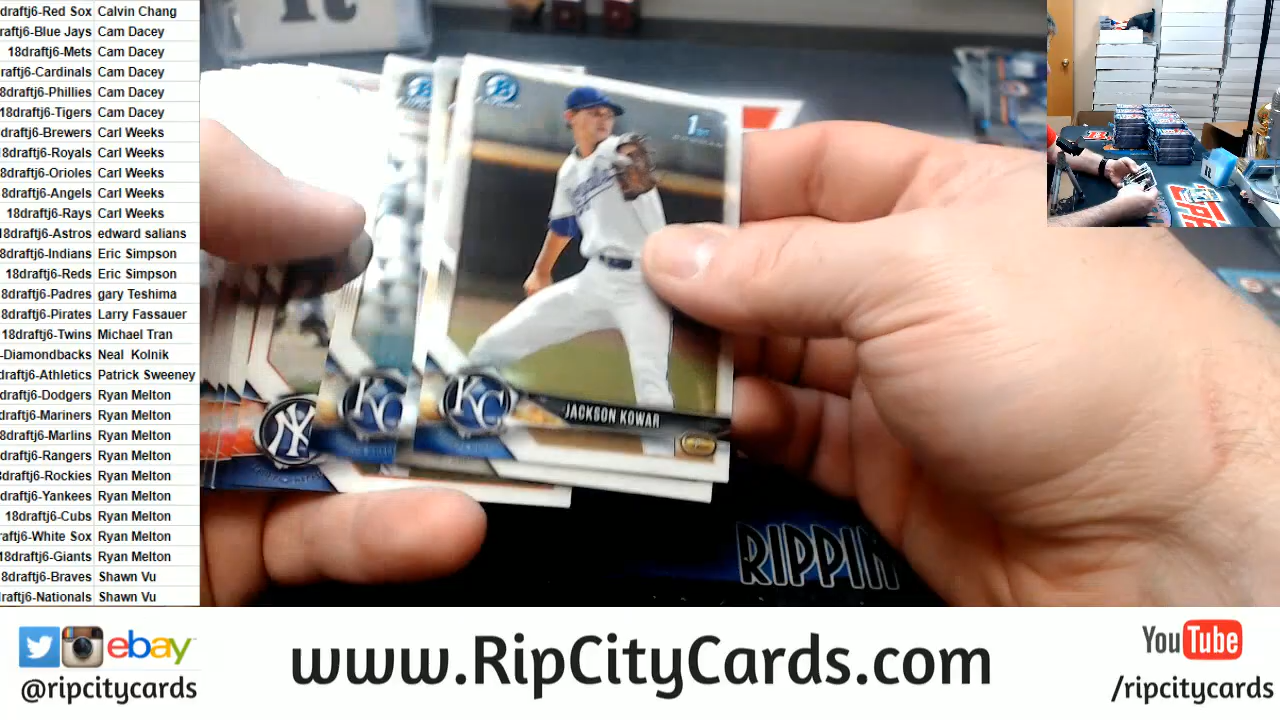 draftj6-Red Sox Calvin Chang
raftj6-Blue Jays Cam Dacey
18draftj6-Mets Cam Dacey
raftj6-Cardinals Cam Dacey
8draftj6-Phillies Cam Dacey
18draftj6-Tigers Cam Dacey
draftj6-Brewers Carl Weeks
8draftj6-Royals Carl Weeks
draftj6-Orioles Carl Weeks
8draftj6-Angels Carl Weeks
18draftj6-Rays Carl Weeks
8draftj6-Astros edward salians
8draftj6-Indians Eric Simpson
18draftj6-Reds Eric Simpson
8draftj6-Padres gary Teshima
8draftj6-Pirates Larry Fassauer
18draftj6-Twins Michael Tran
-Diamondbacks Neal Kolnik
draftj6-Athletics Patrick Sweeney
draftj6-Dodgers Ryan Melton
draftj6-Mariners Ryan Melton
8draftj6-Marlins Ryan Melton
draftj6-Rangers Ryan Melton
draftj6-Rockies Ryan Melton
draftj6-Yankees Ryan Melton
18draftj6-Cubs Ryan Melton
raftj6-White Sox Ryan Melton
18draftj6-Giants Ryan Melton
8draftj6-Braves Shawn Vu
raftj6-Nationals Shawn Vu
1st
KC
KC
JACKSON KOWAR
NY
RIPPIN
ebay
@ripcitycards
www.RipCityCards.com
YouTube
/ripcitycards